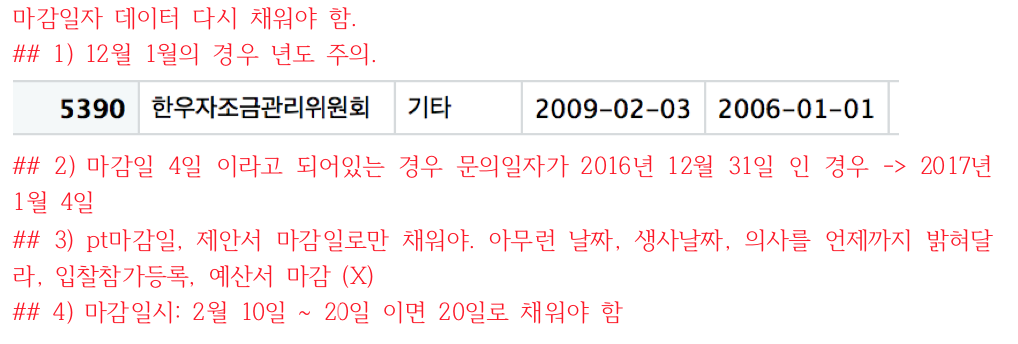 마감일자 데이터 다시 채워야 함.
## 1) 12월 1월의 경우 년도 주의.
5390 한우자조금관리위원회 기타 2009-02-03 2006-01-01
## 2) 마감일 4일 이라고 되어있는 경우 문의일자가 2016년 12월 31일 인 경우 -> 2017년
1월 4일
## 3) pt마감일, 제안서 마감일로만 채워야. 아무런 날짜, 생사날짜, 의사를 언제까지 밝혀달
라, 입찰참가등록, 예산서 마감 (X)
## 4) 마감일시: 2월 10일 ~ 20일 이면 20일로 채워야 함